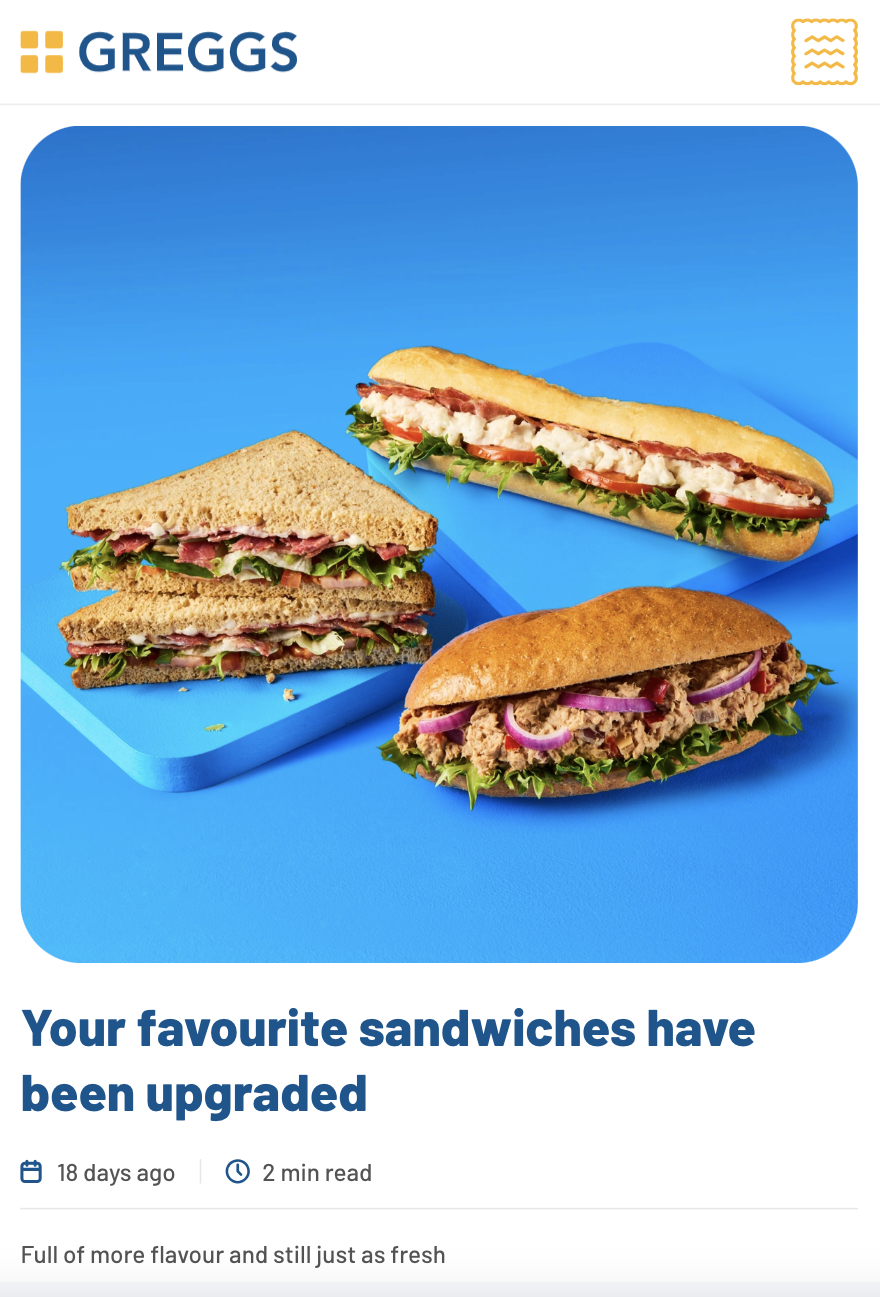 GREGGS
Your favourite sandwiches have
been upgraded
18 days ago
2 min read
Full of more flavour and still just as fresh